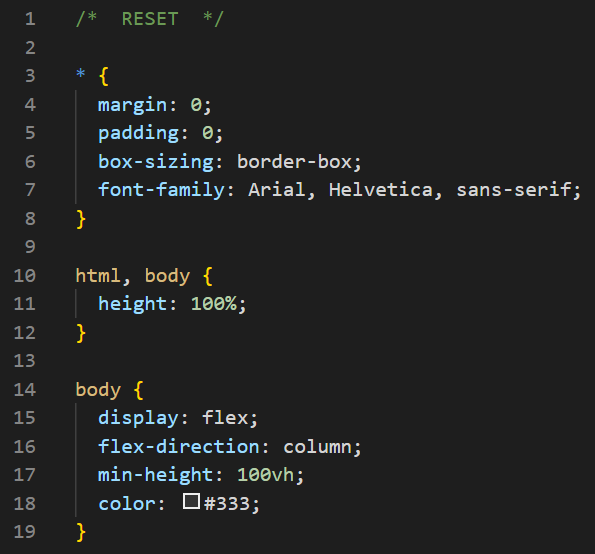 1 /*  RESET  */
2
3 * {
4   margin: 0;
5   padding: 0;
6   box-sizing: border-box;
7   font-family: Arial, Helvetica, sans-serif;
8 }
9
10 html, body {
11   height: 100%;
12 }
13
14 body {
15   display: flex;
16   flex-direction: column;
17   min-height: 100vh;
18   color: #333;
19 }